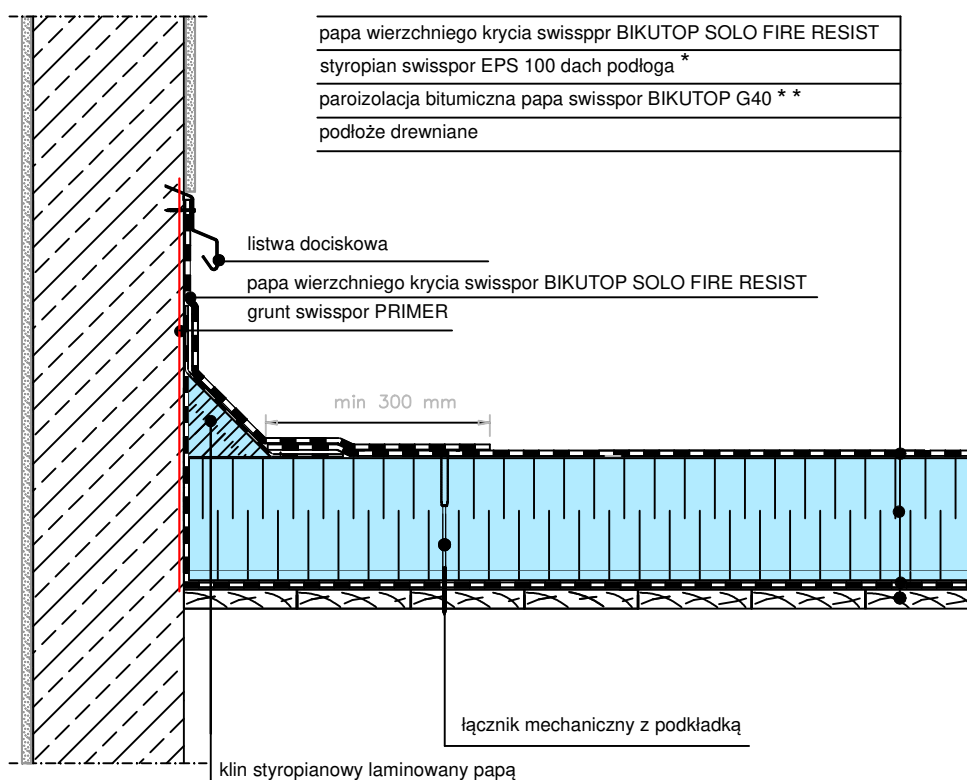 papa wierzchniego krycia swissppr BIKUTOP SOLO FIRE RESIST
styropian swisspor EPS 100 dach podłoga *
paroizolacja bitumiczna papa swisspor BIKUTOP G40 * *
podłoże drewniane
listwa dociskowa
papa wierzchniego krycia swisspor BIKUTOP SOLO FIRE RESIST
grunt swisspor PRIMER
min 300 mm
łącznik mechaniczny z podkładką
klin styropianowy laminowany papą